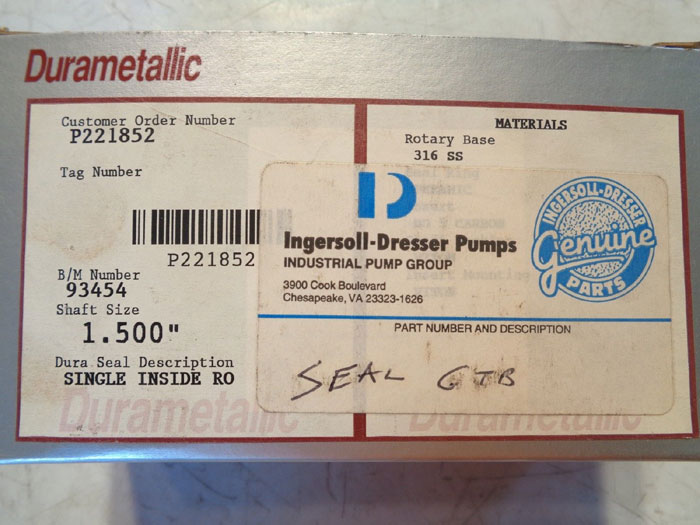 Durametallic
Customer Order Number
P221852
Tag Number
P221852
B/M Number
93454
Shaft Size
1.500"
Dura Seal Description
SINGLE INSIDE RO
Durametallic
MATERIALS
Rotary Base
316 SS
Ingersoll-Dresser Pumps
INDUSTRIAL PUMP GROUP
3900 Cook Boulevard
Chesapeake, VA 23323-1626
INGERSOLL-DRESSER
Genuine
PARTS
PART NUMBER AND DESCRIPTION
SEAL GTB